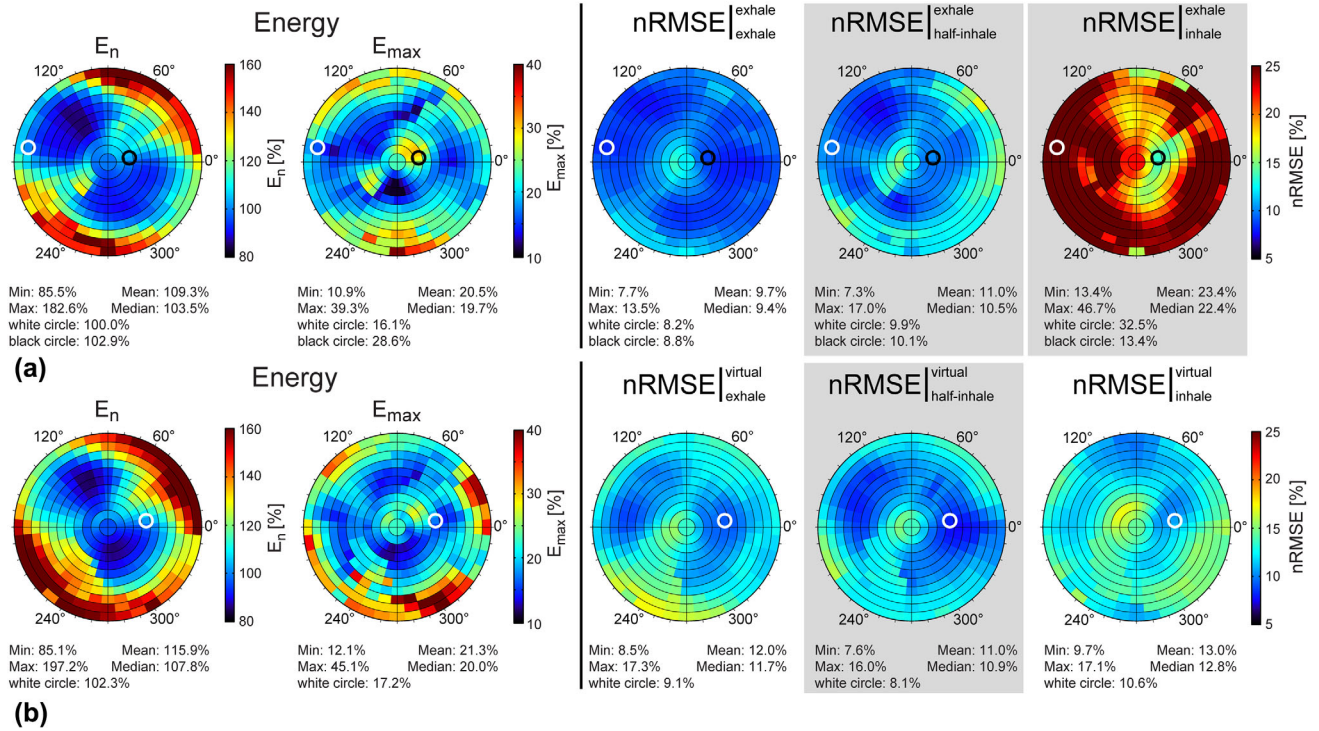 Energy
nRMSE| exhale exhale
nRMSE| exhale half-inhale
nRMSE| exhale inhale
En
Emax
120° 60° 0° 240° 300°
160 140 120 100 80
En [%]
120° 60° 0° 240° 300°
40 30 20 10
Emax [%]
120° 60° 0° 240° 300°
120° 60° 0° 240° 300°
120° 60° 0° 240° 300°
25 20 15 10 5
nRMSE [%]
Min: 85.5% Mean: 109.3%
Max: 182.6% Median: 103.5%
white circle: 100.0%
black circle: 102.9%
Min: 10.9% Mean: 20.5%
Max: 39.3% Median: 19.7%
white circle: 16.1%
black circle: 28.6%
Min: 7.7% Mean: 9.7%
Max: 13.5% Median: 9.4%
white circle: 8.2%
black circle: 8.8%
Min: 7.3% Mean: 11.0%
Max: 17.0% Median: 10.5%
white circle: 9.9%
black circle: 10.1%
Min: 13.4% Mean: 23.4%
Max: 46.7% Median: 22.4%
white circle: 32.5%
black circle: 13.4%
(a)
Energy
nRMSE| virtual exhale
nRMSE| virtual half-inhale
nRMSE| virtual inhale
En
Emax
120° 60° 0° 240° 300°
160 140 120 100 80
En [%]
120° 60° 0° 240° 300°
40 30 20 10
Emax [%]
120° 60° 0° 240° 300°
120° 60° 0° 240° 300°
120° 60° 0° 240° 300°
25 20 15 10 5
nRMSE [%]
Min: 85.1% Mean: 115.9%
Max: 197.2% Median: 107.8%
white circle: 102.3%
Min: 12.1% Mean: 21.3%
Max: 45.1% Median: 20.0%
white circle: 17.2%
Min: 8.5% Mean: 12.0%
Max: 17.3% Median: 11.7%
white circle: 9.1%
Min: 7.6% Mean: 11.0%
Max: 16.0% Median: 10.9%
white circle: 8.1%
Min: 9.7% Mean: 13.0%
Max: 17.1% Median 12.8%
white circle: 10.6%
(b)